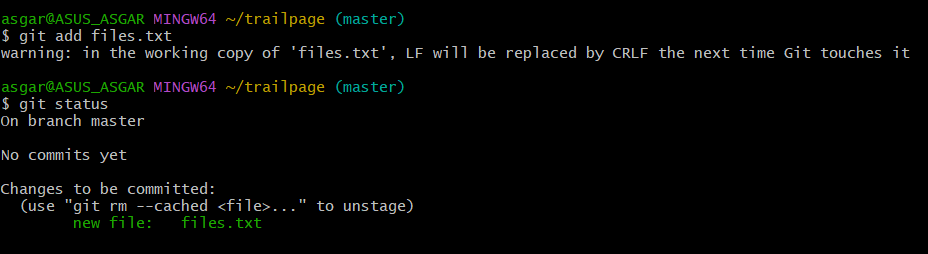 asgar@ASUS_ASGAR MINGW64 ~/trailpage (master)
$ git add files.txt
warning: in the working copy of 'files.txt', LF will be replaced by CRLF the next time Git touches it
asgar@ASUS_ASGAR MINGW64 ~/trailpage (master)
$ git status
On branch master
No commits yet
Changes to be committed:
  (use "git rm --cached <file>..." to unstage)
        new file:   files.txt